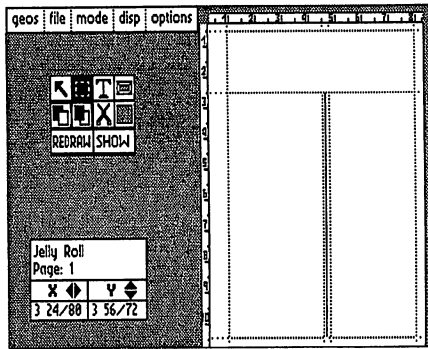 geos file mode disp options
T
REDRAW SHOW
Jelly Roll
Page: 1
X Y
3 24/80 3 56/72